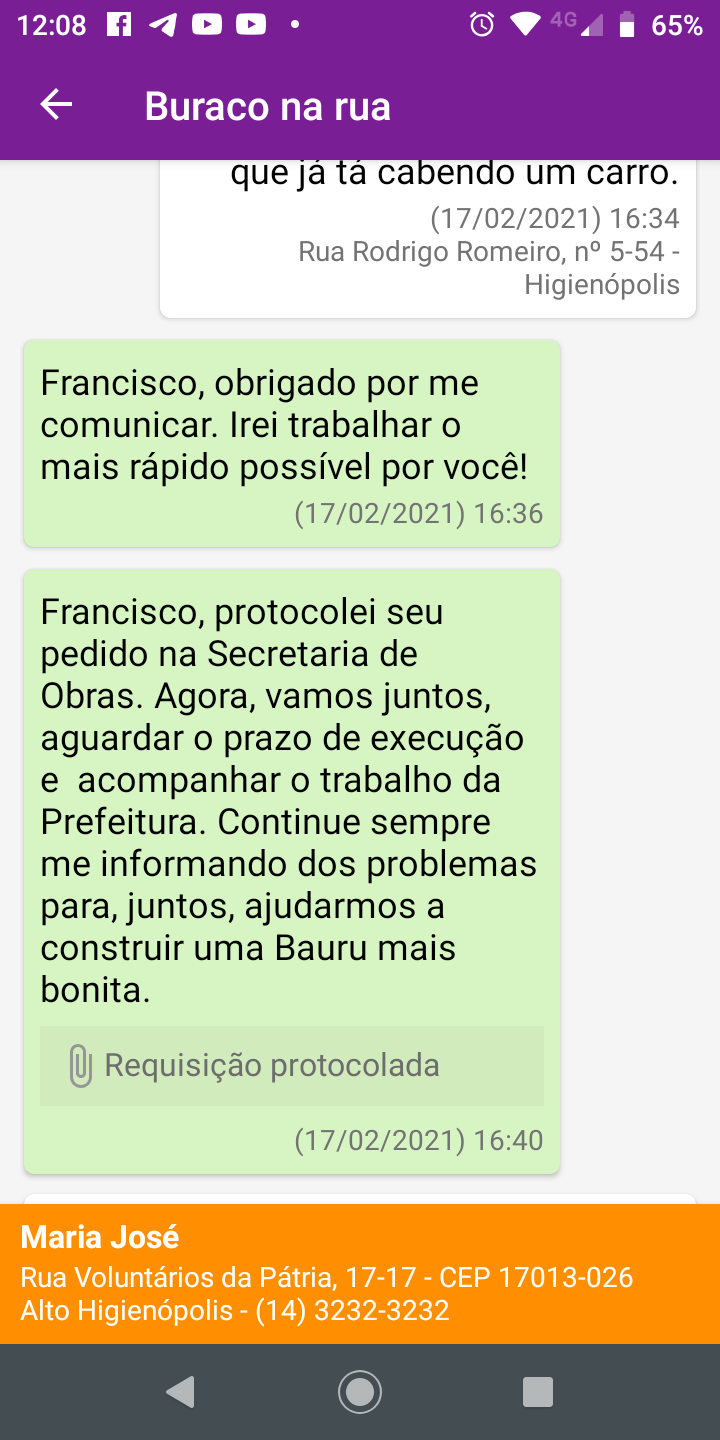 12:08
4G
65%
Buraco na rua
que já tá cabendo um carro.
(17/02/2021) 16:34
Rua Rodrigo Romeiro, nº 5-54 -
Higienópolis
Francisco, obrigado por me
comunicar. Irei trabalhar o
mais rápido possível por você!
(17/02/2021) 16:36
Francisco, protocolei seu
pedido na Secretaria de
Obras. Agora, vamos juntos,
aguardar o prazo de execução
e  acompanhar o trabalho da
Prefeitura. Continue sempre
me informando dos problemas
para, juntos, ajudarmos a
construir uma Bauru mais
bonita.
Requisição protocolada
(17/02/2021) 16:40
Maria José
Rua Voluntários da Pátria, 17-17 - CEP 17013-026
Alto Higienópolis - (14) 3232-3232